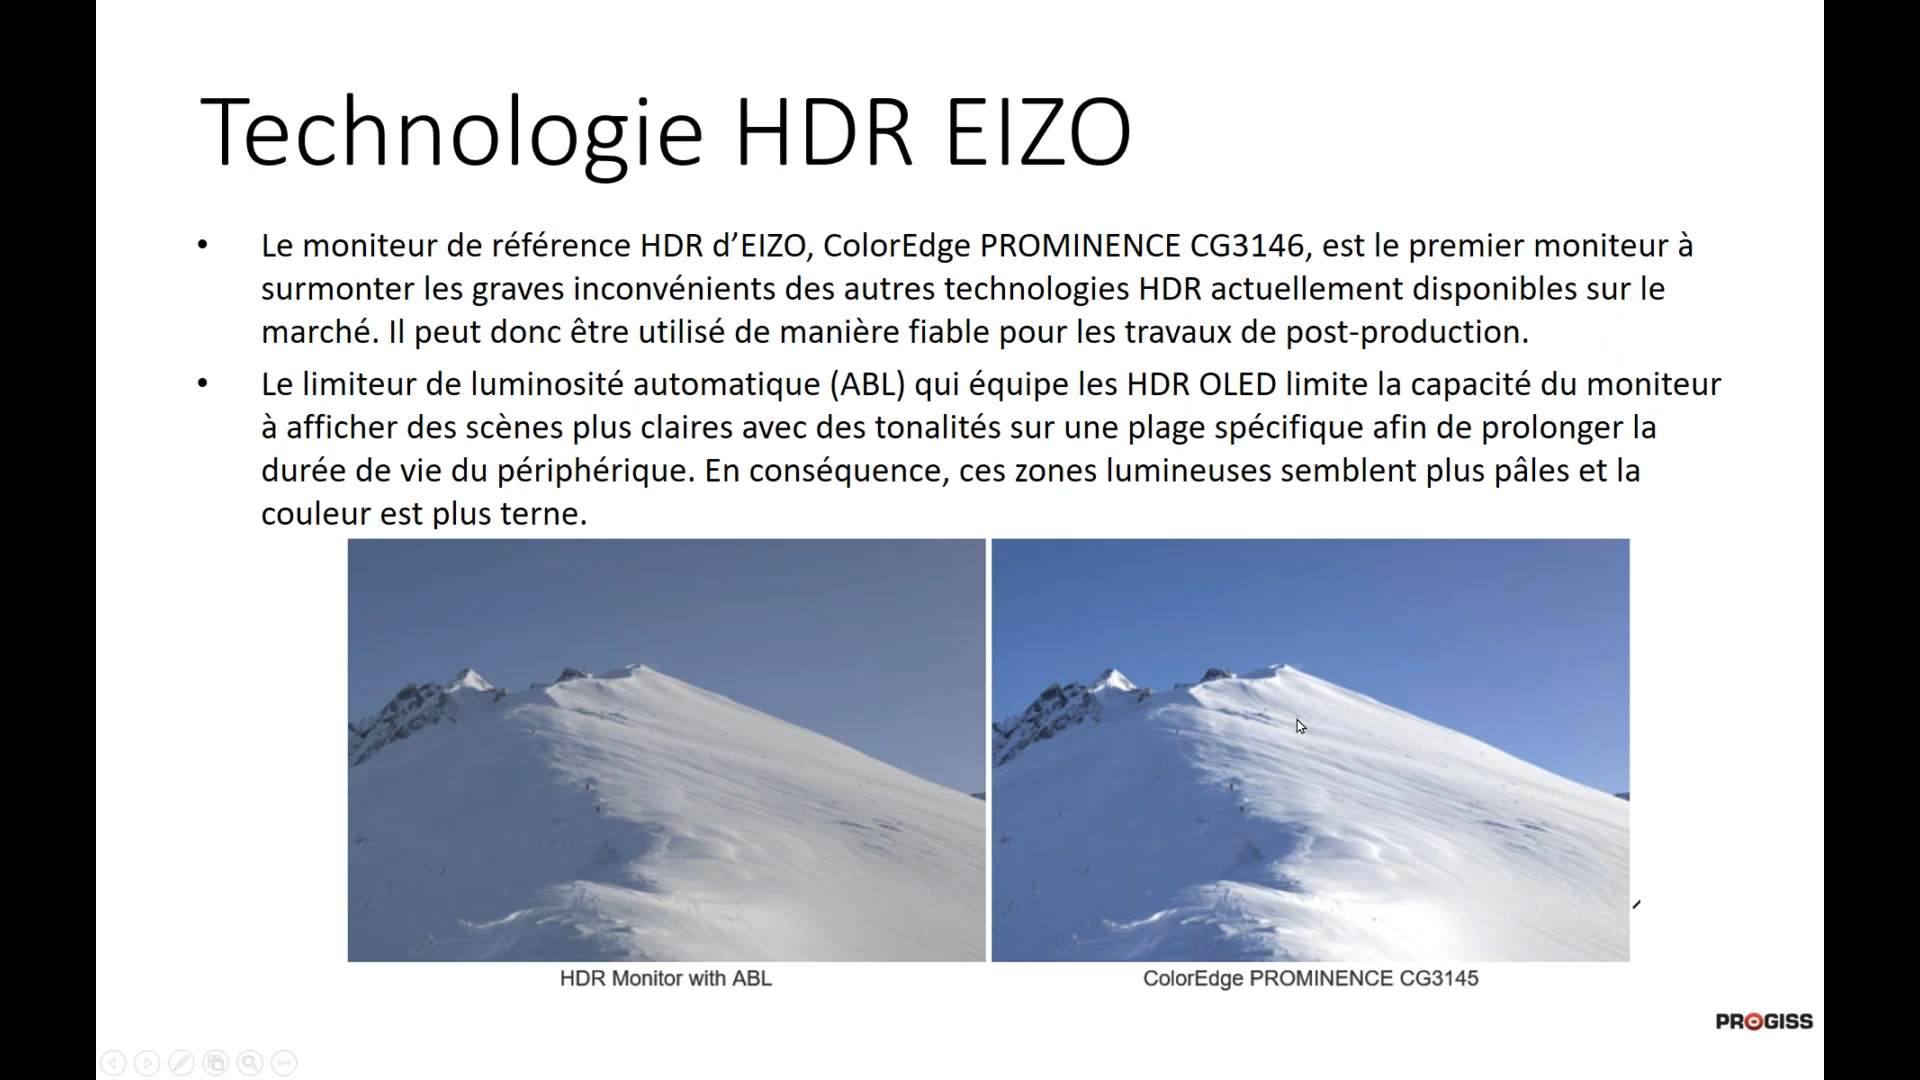 Technologie HDR EIZO
• Le moniteur de référence HDR d’EIZO, ColorEdge PROMINENCE CG3146, est le premier moniteur à
surmonter les graves inconvénients des autres technologies HDR actuellement disponibles sur le
marché. Il peut donc être utilisé de manière fiable pour les travaux de post-production.
• Le limiteur de luminosité automatique (ABL) qui équipe les HDR OLED limite la capacité du moniteur
à afficher des scènes plus claires avec des tonalités sur une plage spécifique afin de prolonger la
durée de vie du périphérique. En conséquence, ces zones lumineuses semblent plus pâles et la
couleur est plus terne.
HDR Monitor with ABL
ColorEdge PROMINENCE CG3145
PROGISS